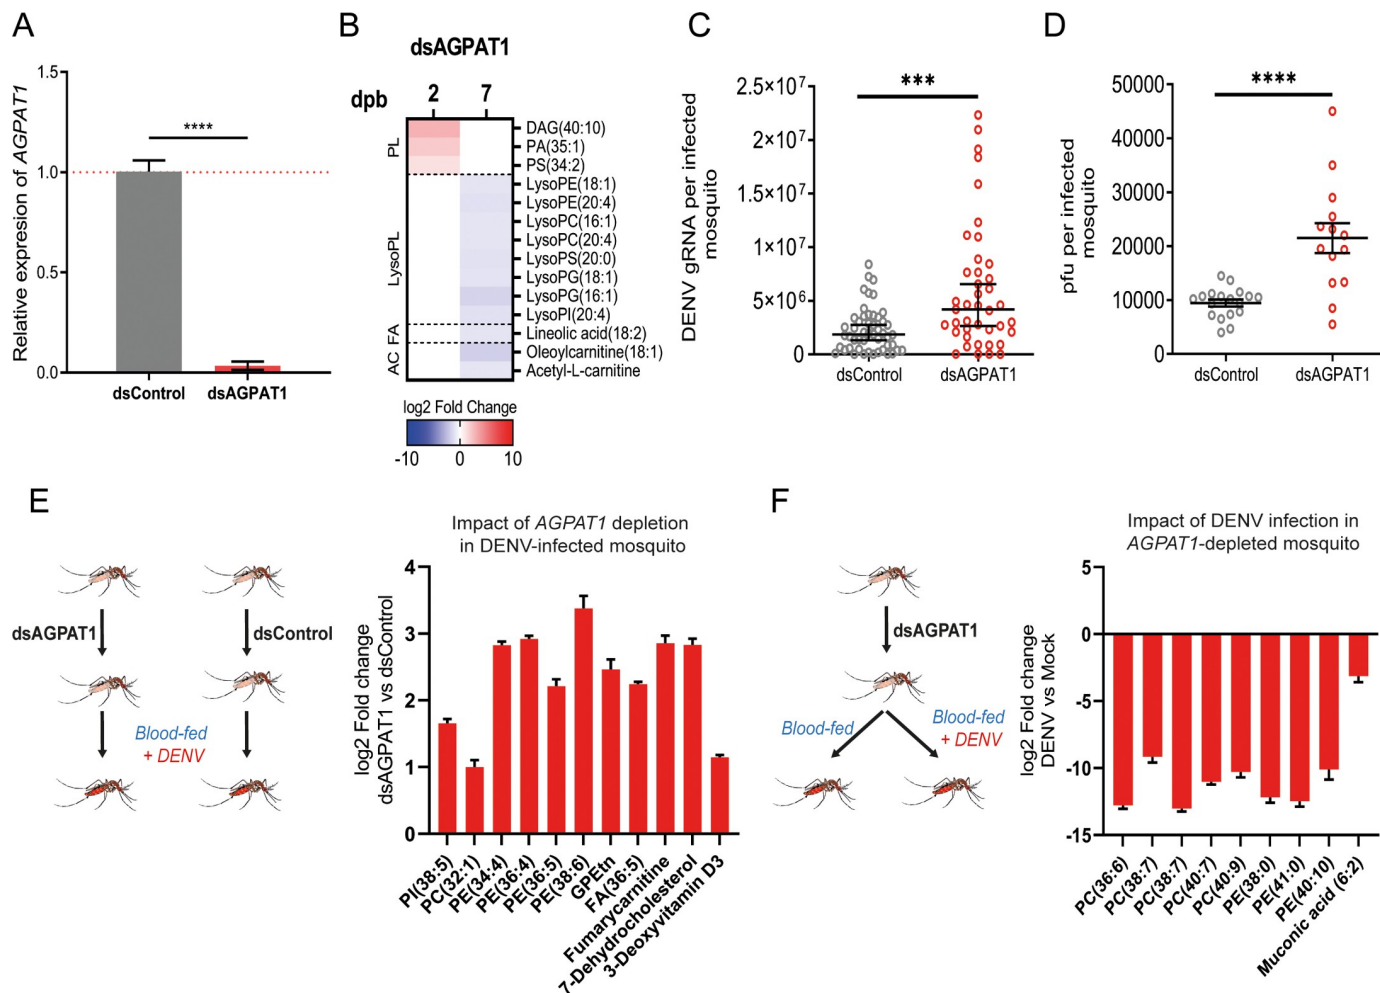 A
Relative expression of AGPAT1
1.5
1.0
0.5
0.0
****
dsControl
dsAGPAT1
B
dsAGPAT1
dpb
2
7
PL
LysoPL
FA
AC
DAG(40:10)
PA(35:1)
PS(34:2)
LysoPE(18:1)
LysoPE(20:4)
LysoPC(16:1)
LysoPC(20:4)
LysoPS(20:0)
LysoPG(18:1)
LysoPG(16:1)
LysoPI(20:4)
Lineolic acid(18:2)
Oleoylcarnitine(18:1)
Acetyl-L-carnitine
log2 Fold Change
-10
0
10
C
DENV gRNA per infected
mosquito
2.5×10⁷
2×10⁷
1.5×10⁷
1×10⁷
5×10⁶
0
***
dsControl
dsAGPAT1
D
pfu per infected
mosquito
50000
40000
30000
20000
10000
0
****
dsControl
dsAGPAT1
E
dsAGPAT1
dsControl
Blood-fed
+ DENV
Impact of AGPAT1 depletion
in DENV-infected mosquito
log2 Fold change
dsAGPAT1 vs dsControl
4
3
2
1
0
PI(38:5)
PC(32:1)
PE(34:4)
PE(36:4)
PE(36:5)
PE(38:6)
GPEtn
FA(36:5)
Fumarycarnitine
7-Dehydrocholesterol
3-Deoxyvitamin D3
F
dsAGPAT1
Blood-fed
Blood-fed
+ DENV
Impact of DENV infection in
AGPAT1-depleted mosquito
log2 Fold change
DENV vs Mock
5
0
-5
-10
-15
PC(36:6)
PC(38:7)
PC(38:7)
PC(40:7)
PC(40:9)
PE(38:0)
PE(41:0)
PE(40:10)
Muconic acid (6:2)